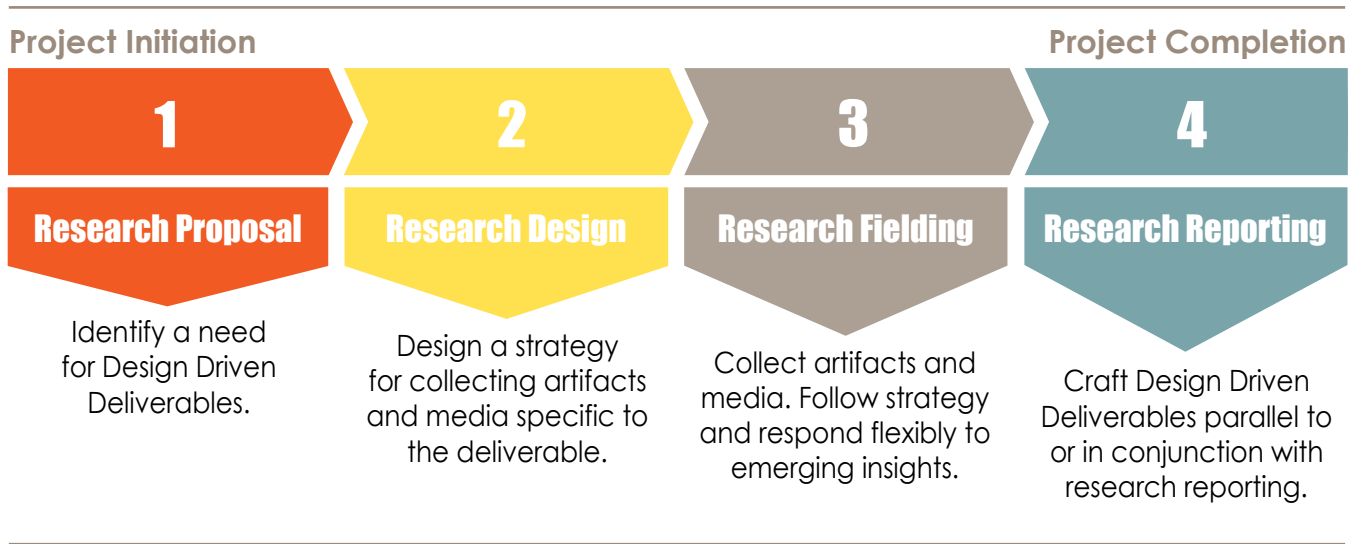 Project Initiation
Project Completion
1
Research Proposal
Identify a need
for Design Driven
Deliverables.
2
Research Design
Design a strategy
for collecting artifacts
and media specific to
the deliverable.
3
Research Fielding
Collect artifacts and
media. Follow strategy
and respond flexibly to
emerging insights.
4
Research Reporting
Craft Design Driven
Deliverables parallel to
or in conjunction with
research reporting.